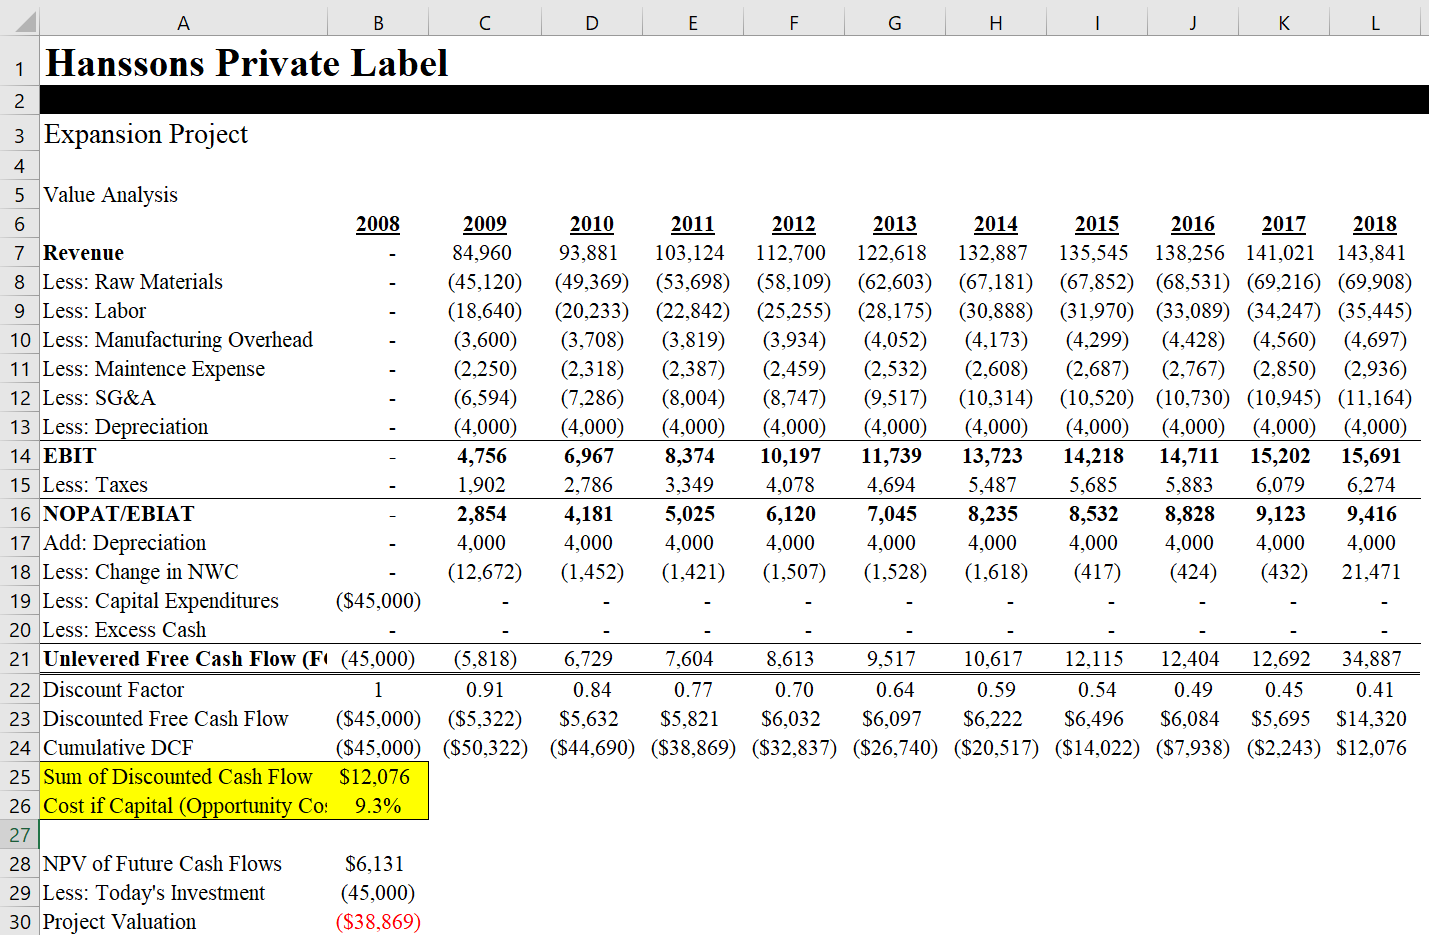 A B C D E F G H I J K L
1 Hanssons Private Label
2
3 Expansion Project
4
5 Value Analysis
6 2008 2009 2010 2011 2012 2013 2014 2015 2016 2017 2018
7 Revenue - 84,960 93,881 103,124 112,700 122,618 132,887 135,545 138,256 141,021 143,841
8 Less: Raw Materials - (45,120) (49,369) (53,698) (58,109) (62,603) (67,181) (67,852) (68,531) (69,216) (69,908)
9 Less: Labor - (18,640) (20,233) (22,842) (25,255) (28,175) (30,888) (31,970) (33,089) (34,247) (35,445)
10 Less: Manufacturing Overhead - (3,600) (3,708) (3,819) (3,934) (4,052) (4,173) (4,299) (4,428) (4,560) (4,697)
11 Less: Maintence Expense - (2,250) (2,318) (2,387) (2,459) (2,532) (2,608) (2,687) (2,767) (2,850) (2,936)
12 Less: SG&A - (6,594) (7,286) (8,004) (8,747) (9,517) (10,314) (10,520) (10,730) (10,945) (11,164)
13 Less: Depreciation - (4,000) (4,000) (4,000) (4,000) (4,000) (4,000) (4,000) (4,000) (4,000) (4,000)
14 EBIT - 4,756 6,967 8,374 10,197 11,739 13,723 14,218 14,711 15,202 15,691
15 Less: Taxes - 1,902 2,786 3,349 4,078 4,694 5,487 5,685 5,883 6,079 6,274
16 NOPAT/EBIAT - 2,854 4,181 5,025 6,120 7,045 8,235 8,532 8,828 9,123 9,416
17 Add: Depreciation - 4,000 4,000 4,000 4,000 4,000 4,000 4,000 4,000 4,000 4,000
18 Less: Change in NWC - (12,672) (1,452) (1,421) (1,507) (1,528) (1,618) (417) (424) (432) 21,471
19 Less: Capital Expenditures ($45,000) - - - - - - - - - -
20 Less: Excess Cash - - - - - - - - - - -
21 Unlevered Free Cash Flow (F (45,000) (5,818) 6,729 7,604 8,613 9,517 10,617 12,115 12,404 12,692 34,887
22 Discount Factor 1 0.91 0.84 0.77 0.70 0.64 0.59 0.54 0.49 0.45 0.41
23 Discounted Free Cash Flow ($45,000) ($5,322) $5,632 $5,821 $6,032 $6,097 $6,222 $6,496 $6,084 $5,695 $14,320
24 Cumulative DCF ($45,000) ($50,322) ($44,690) ($38,869) ($32,837) ($26,740) ($20,517) ($14,022) ($7,938) ($2,243) $12,076
25 Sum of Discounted Cash Flow $12,076
26 Cost if Capital (Opportunity Co 9.3%
27
28 NPV of Future Cash Flows $6,131
29 Less: Today's Investment (45,000)
30 Project Valuation ($38,869)